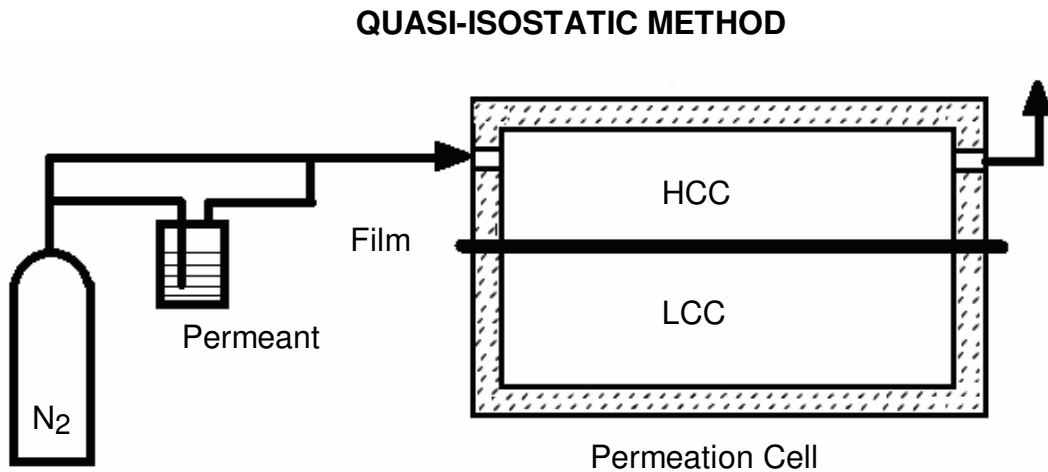 QUASI-ISOSTATIC METHOD
HCC
Film
LCC
Permeant
N2
Permeation Cell